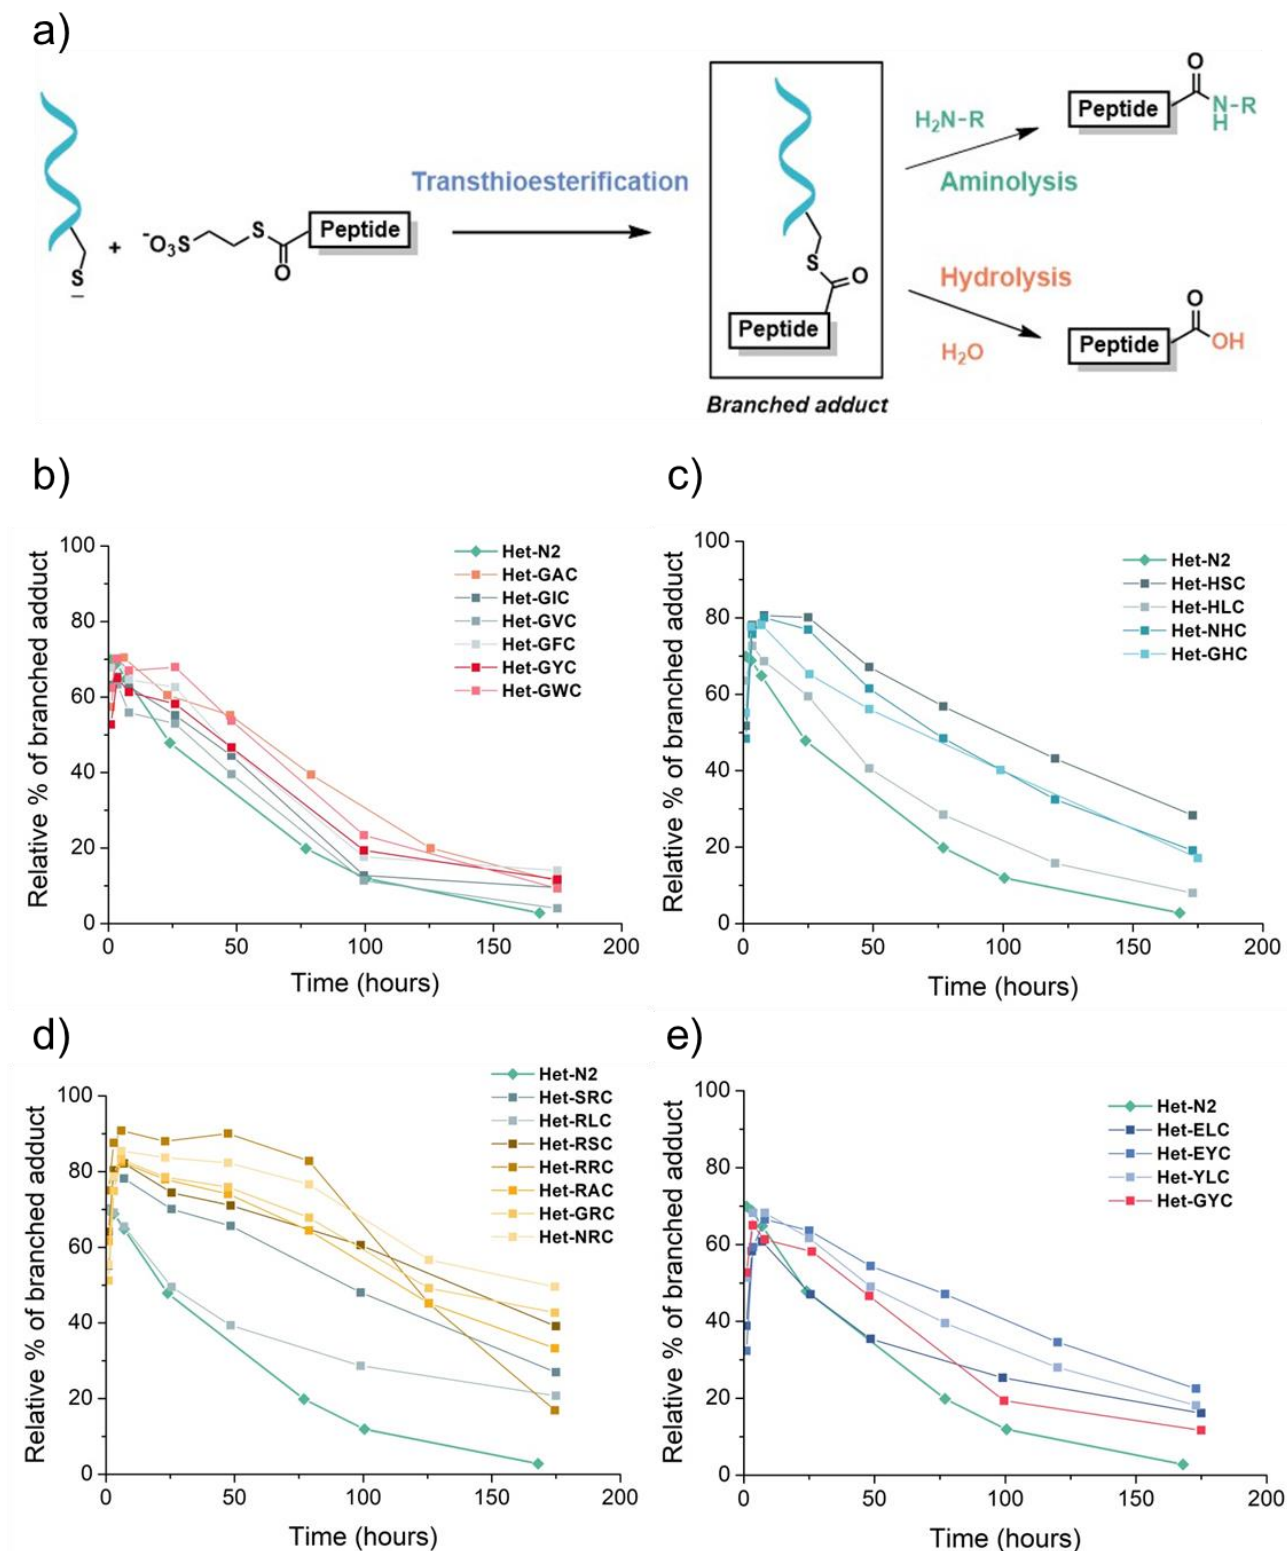 a)
Transthioesterification
+
⁻O₃S
S
O
Peptide
S
S
O
Peptide
Branched adduct
H₂N-R
Aminolysis
Hydrolysis
H₂O
Peptide
O
N-R
H
Peptide
O
OH
b)
Relative % of branched adduct
100
80
60
40
20
0
0 50 100 150 200
Time (hours)
Het-N2
Het-GAC
Het-GIC
Het-GVC
Het-GFC
Het-GYC
Het-GWC
c)
Relative % of branched adduct
100
80
60
40
20
0
0 50 100 150 200
Time (hours)
Het-N2
Het-HSC
Het-HLC
Het-NHC
Het-GHC
d)
Relative % of branched adduct
100
80
60
40
20
0
0 50 100 150 200
Time (hours)
Het-N2
Het-SRC
Het-RLC
Het-RSC
Het-RRC
Het-RAC
Het-GRC
Het-NRC
e)
Relative % of branched adduct
100
80
60
40
20
0
0 50 100 150 200
Time (hours)
Het-N2
Het-ELC
Het-EYC
Het-YLC
Het-GYC